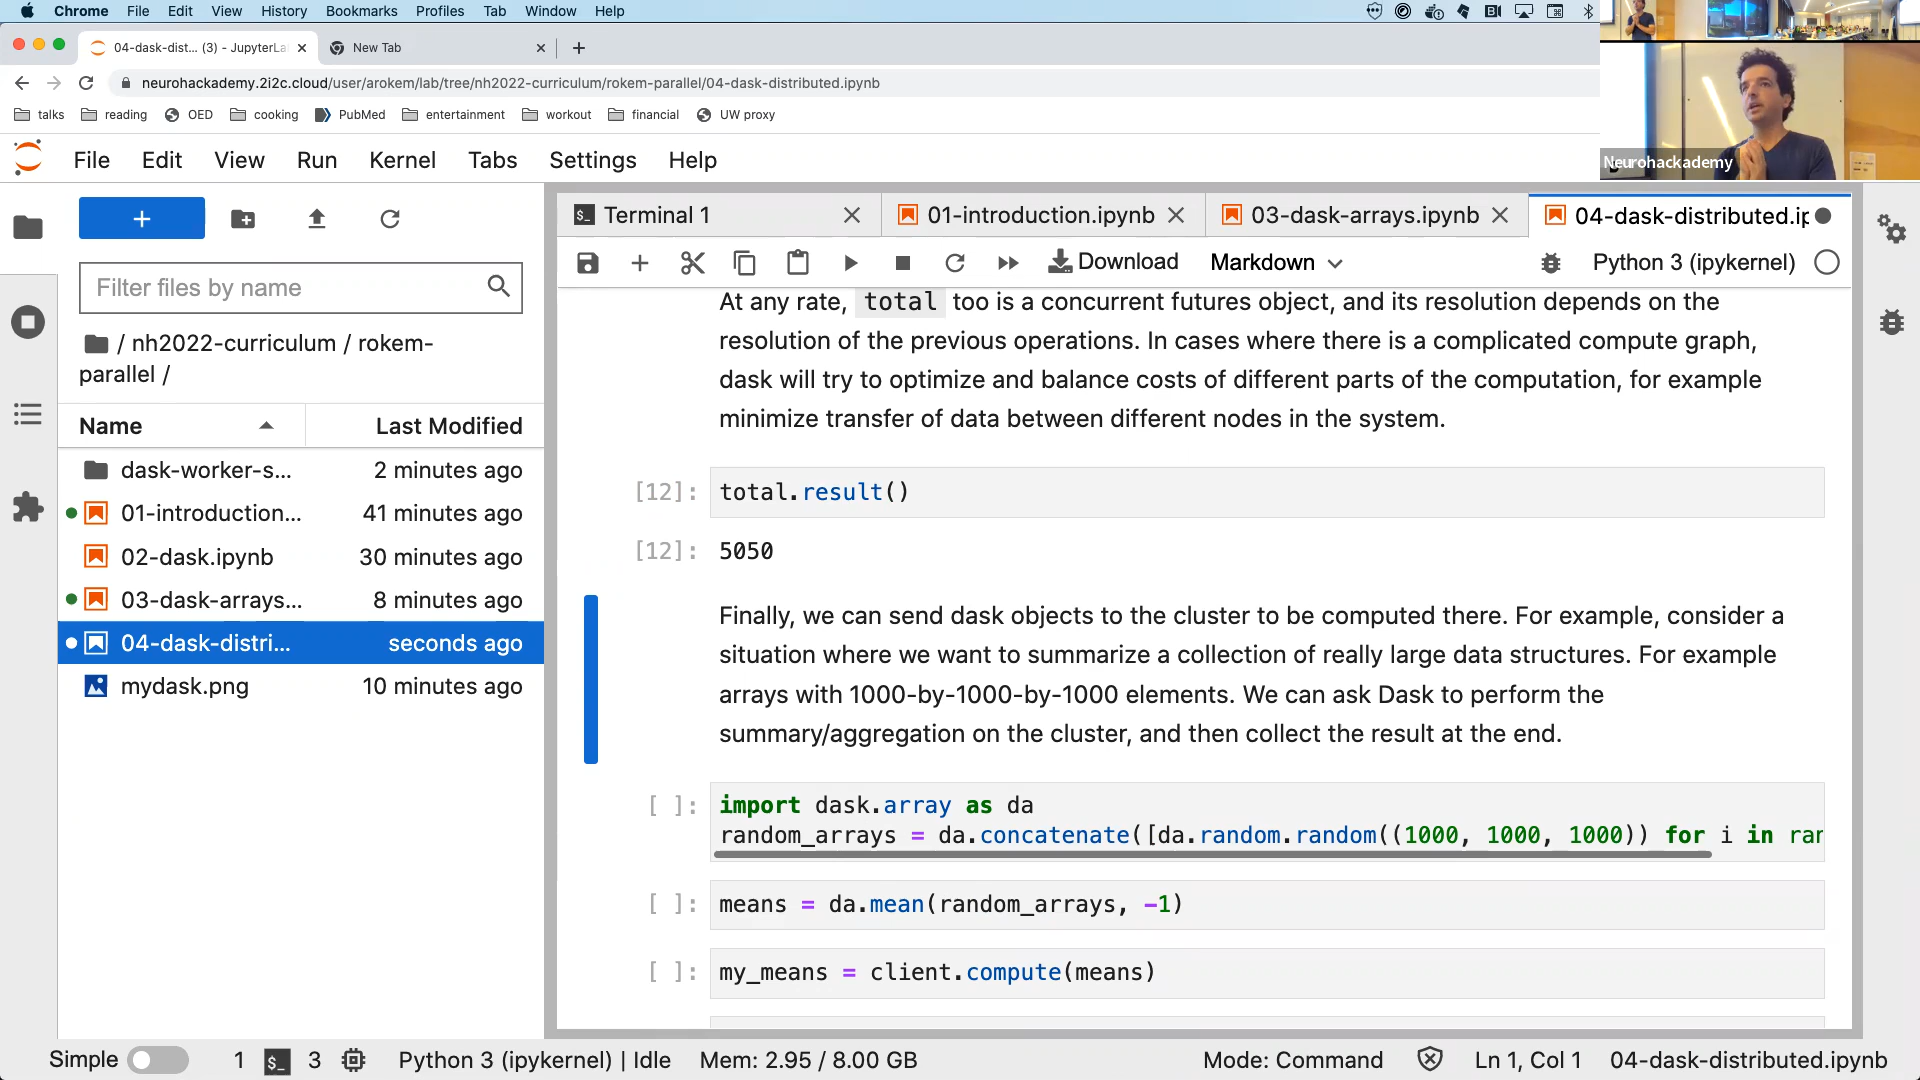 Chrome File Edit View History Bookmarks Profiles Tab Window Help
04-dask-dist... (3) - JupyterLa
New Tab
neurohackademy.2i2c.cloud/user/arokem/lab/tree/nh2022-curriculum/rokem-parallel/04-dask-distributed.ipynb
talks reading OED cooking PubMed entertainment workout financial UW proxy
Neurohackademy
File Edit View Run Kernel Tabs Settings Help
Terminal 1
01-introduction.ipynb
03-dask-arrays.ipynb
04-dask-distributed.ip
Download Markdown Python 3 (ipykernel)
Filter files by name
/ nh2022-curriculum / rokem-
parallel /
Name Last Modified
dask-worker-s... 2 minutes ago
01-introduction... 41 minutes ago
02-dask.ipynb 30 minutes ago
03-dask-arrays... 8 minutes ago
04-dask-distri... seconds ago
mydask.png 10 minutes ago
At any rate, total too is a concurrent futures object, and its resolution depends on the
resolution of the previous operations. In cases where there is a complicated compute graph,
dask will try to optimize and balance costs of different parts of the computation, for example
minimize transfer of data between different nodes in the system.
[12]: total.result()
[12]: 5050
Finally, we can send dask objects to the cluster to be computed there. For example, consider a
situation where we want to summarize a collection of really large data structures. For example
arrays with 1000-by-1000-by-1000 elements. We can ask Dask to perform the
summary/aggregation on the cluster, and then collect the result at the end.
[ ]: import dask.array as da
random_arrays = da.concatenate([da.random.random((1000, 1000, 1000)) for i in ran
[ ]: means = da.mean(random_arrays, -1)
[ ]: my_means = client.compute(means)
Simple 1 3 Python 3 (ipykernel) | Idle Mem: 2.95 / 8.00 GB Mode: Command Ln 1, Col 1 04-dask-distributed.ipynb